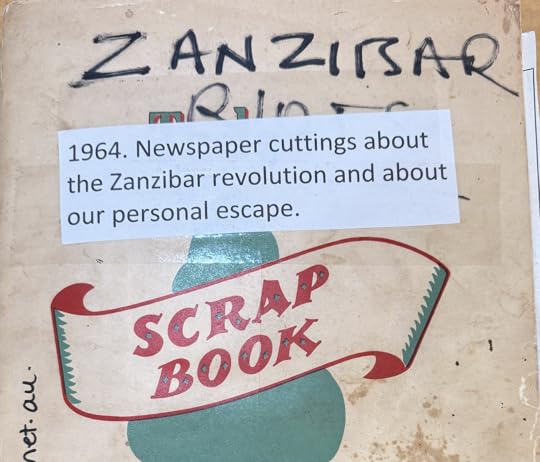 ZANZIBAR
1964. Newspaper cuttings about
the Zanzibar revolution and about
our personal escape.
SCRAP
BOOK
net.au.